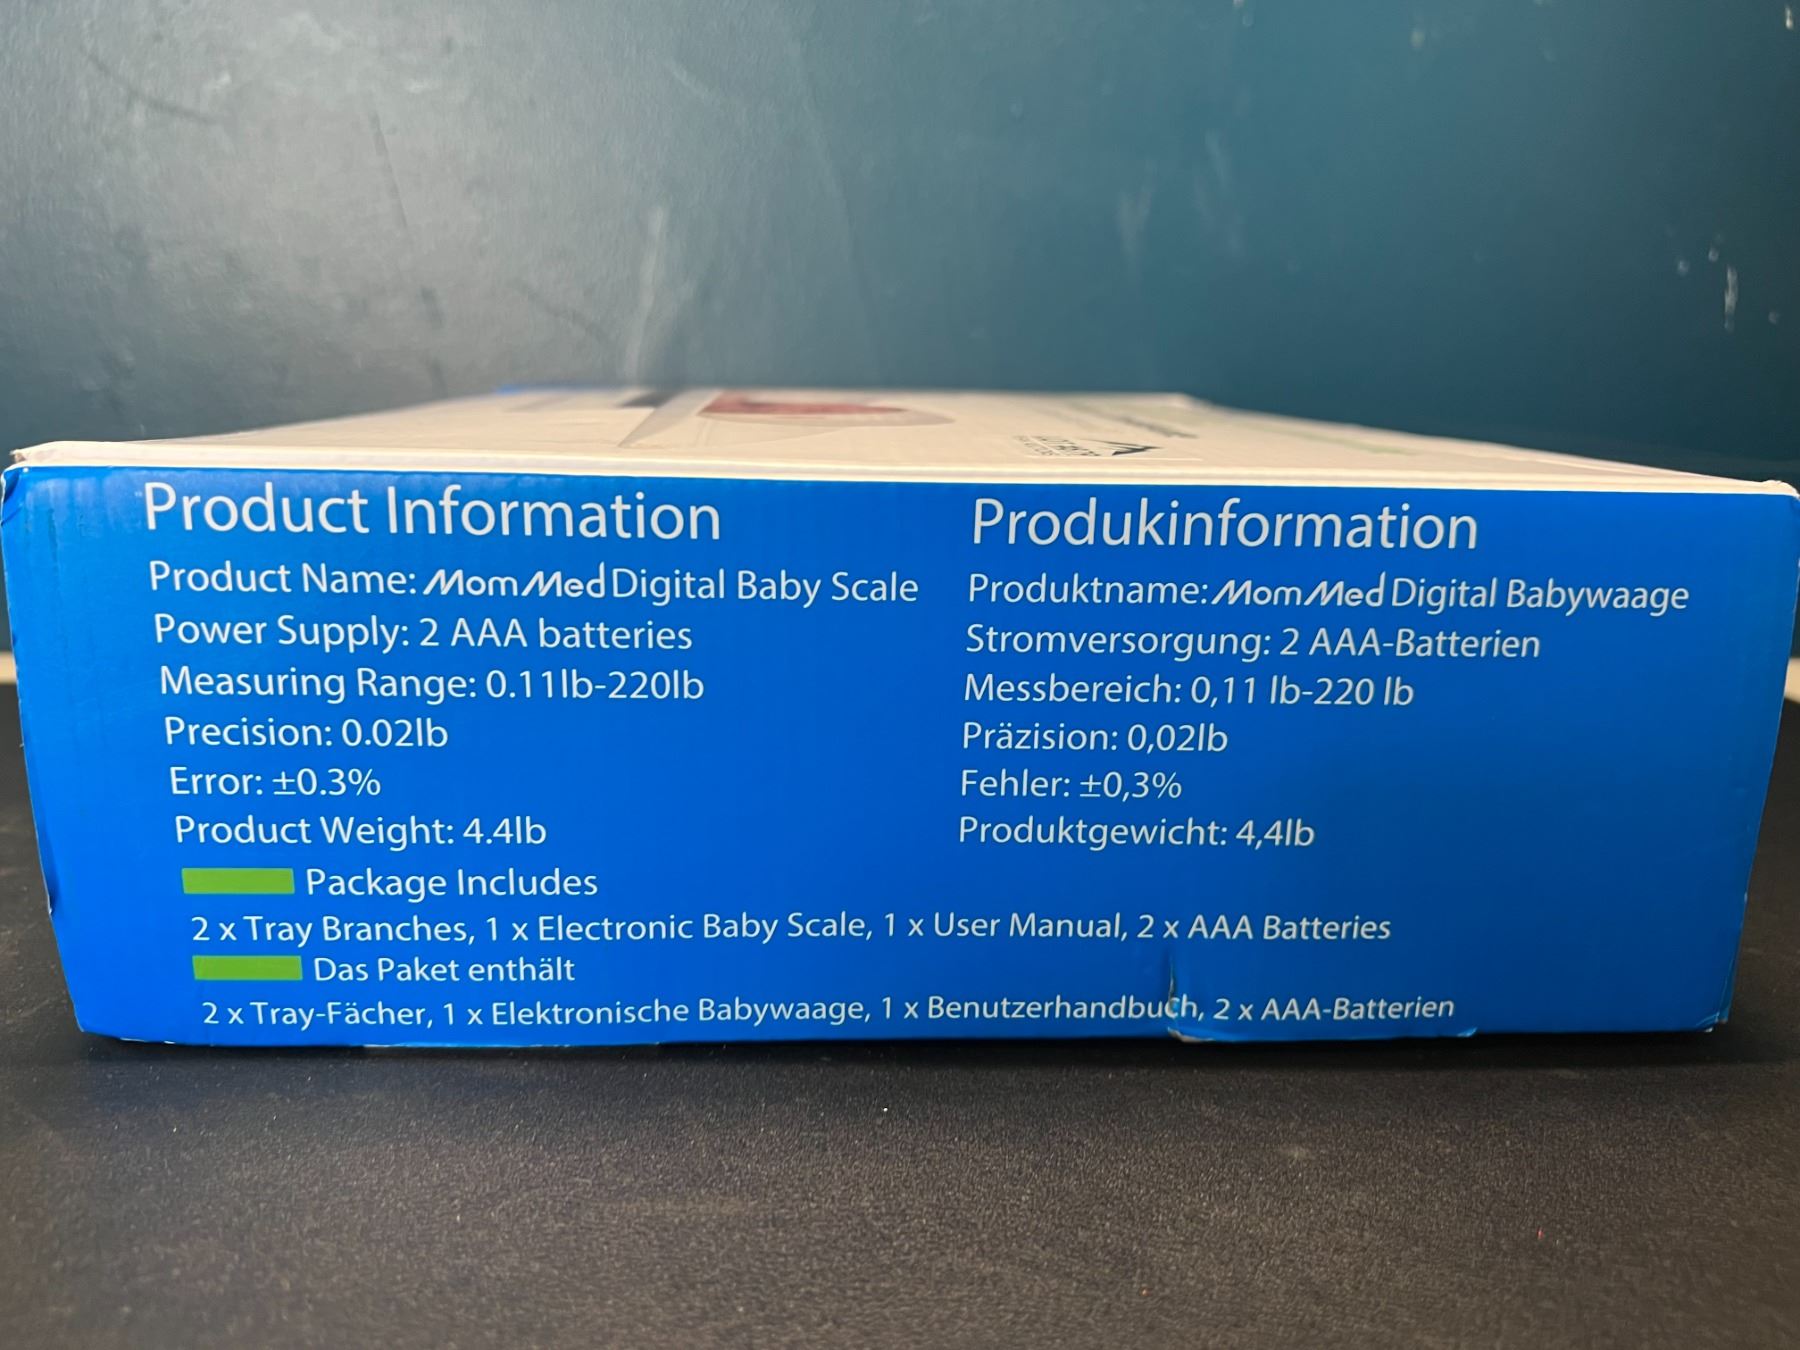 Product Information
Product Name: MomMed Digital Baby Scale
Power Supply: 2 AAA batteries
Measuring Range: 0.11lb-220lb
Precision: 0.02lb
Error: ±0.3%
Product Weight: 4.4lb
Produkinformation
Produktname: MomMed Digital Babywaage
Stromversorgung: 2 AAA-Batterien
Messbereich: 0,11 lb-220 lb
Präzision: 0,02lb
Fehler: ±0,3%
Produktgewicht: 4,4lb
Package Includes
2 x Tray Branches, 1 x Electronic Baby Scale, 1 x User Manual, 2 x AAA Batteries
Das Paket enthält
2 x Tray-Fächer, 1 x Elektronische Babywaage, 1 x Benutzerhandbuch, 2 x AAA-Batterien